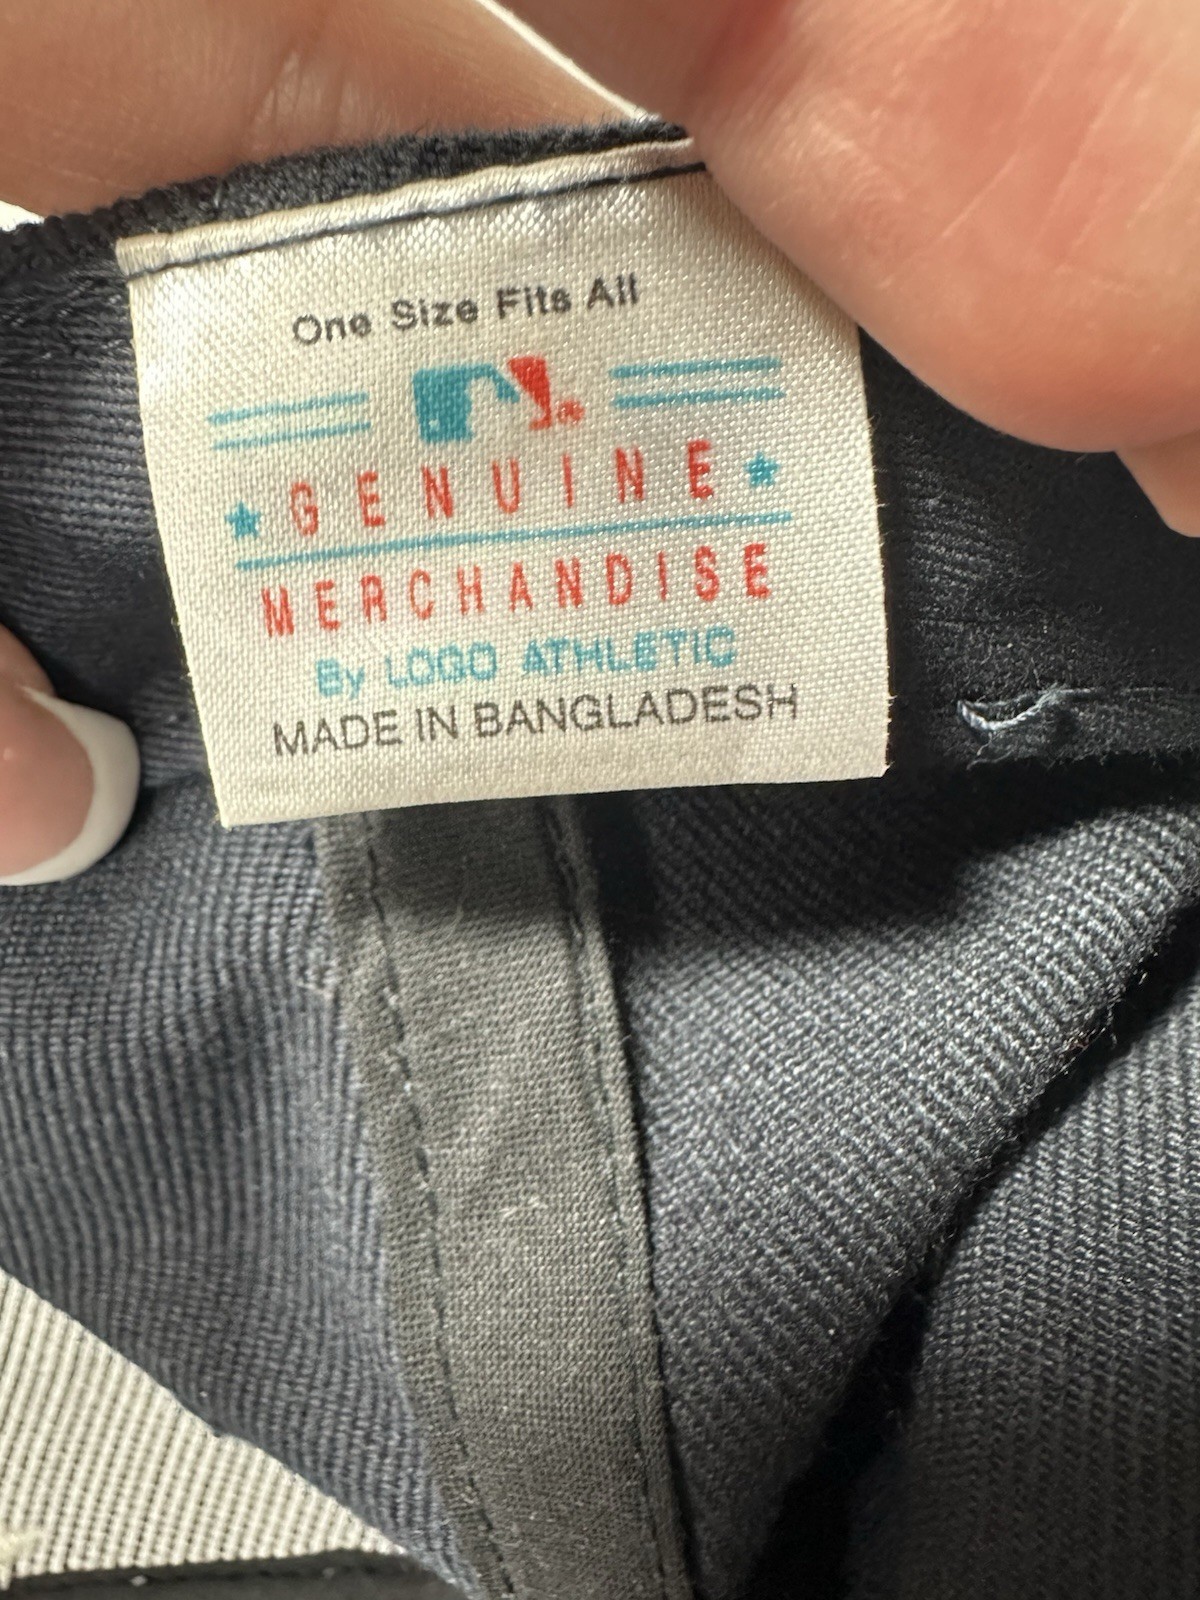 One Size Fits All
GENUINE
MERCHANDISE
By LOGO ATHLETIC
MADE IN BANGLADESH